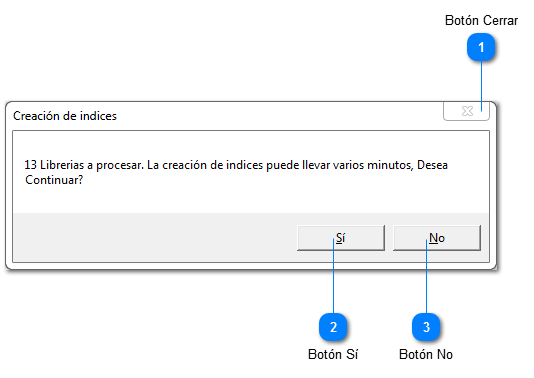 Botón Cerrar
1
Creación de indices
13 Librerias a procesar. La creación de indices puede llevar varios minutos, Desea
Continuar?
Sí
No
2
3
Botón Sí
Botón No